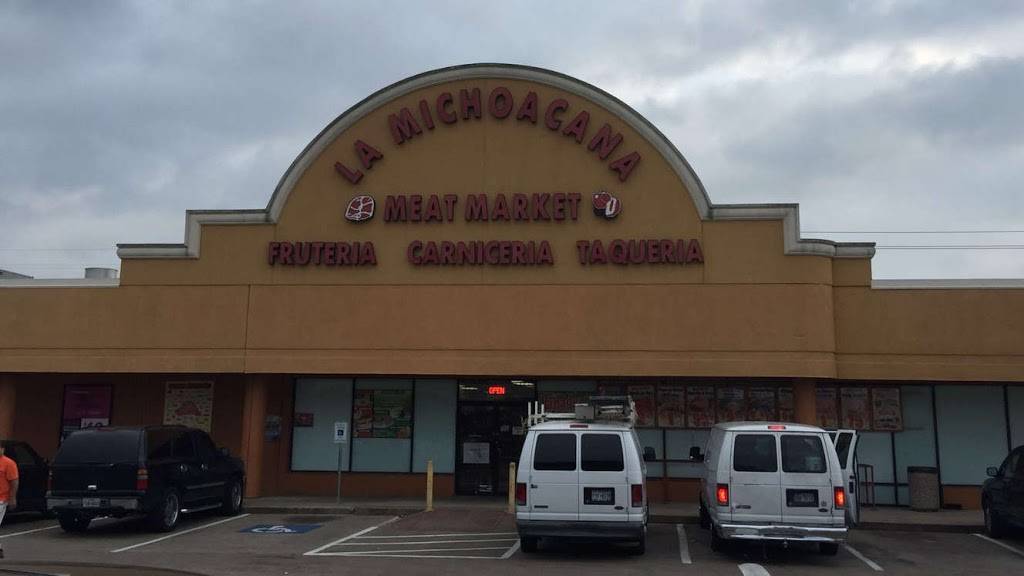 LA MICHOACANA
MEAT MARKET
FRUTERIA CARNICERIA TAQUERIA
OPEN